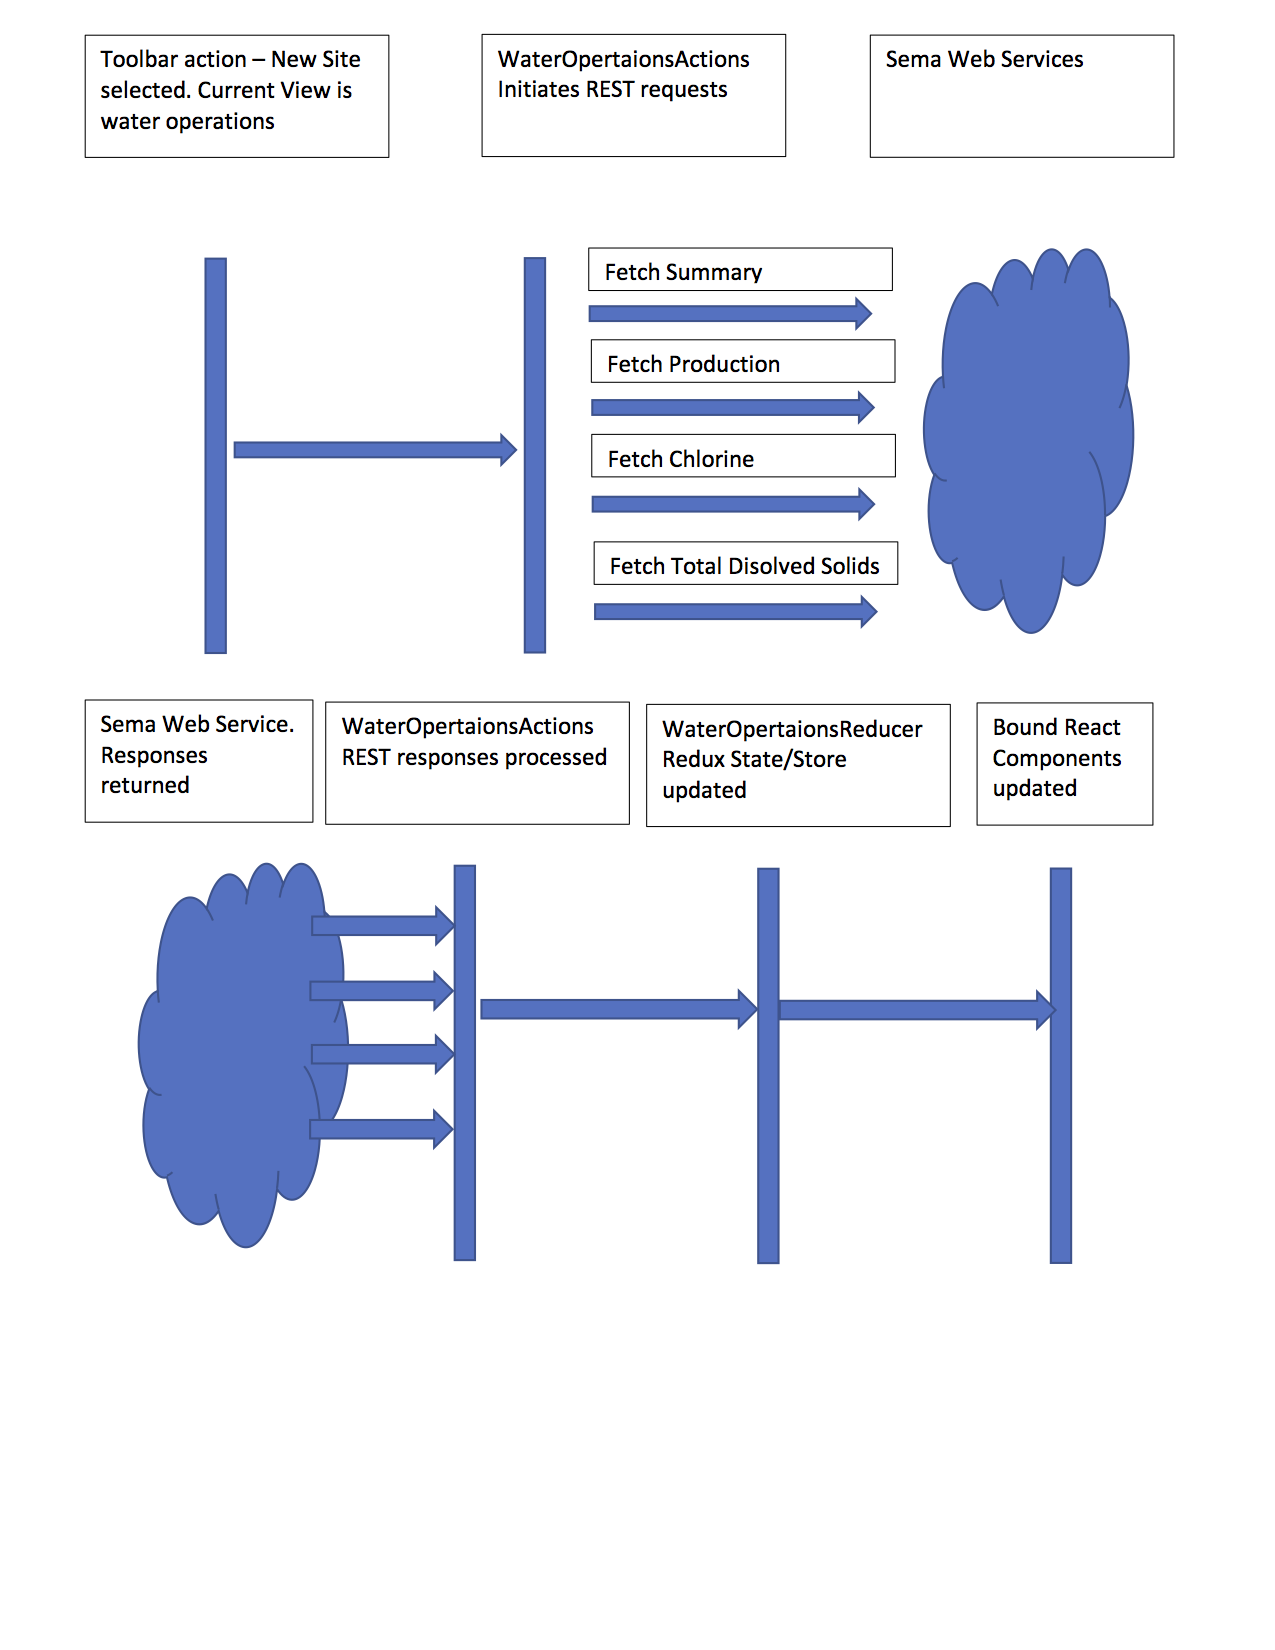 Toolbar action – New Site
selected. Current View is
water operations
WaterOpertaionsActions
Initiates REST requests
Sema Web Services
Fetch Summary
Fetch Production
Fetch Chlorine
Fetch Total Disolved Solids
Sema Web Service.
Responses
returned
WaterOpertaionsActions
REST responses processed
WaterOpertaionsReducer
Redux State/Store
updated
Bound React
Components
updated